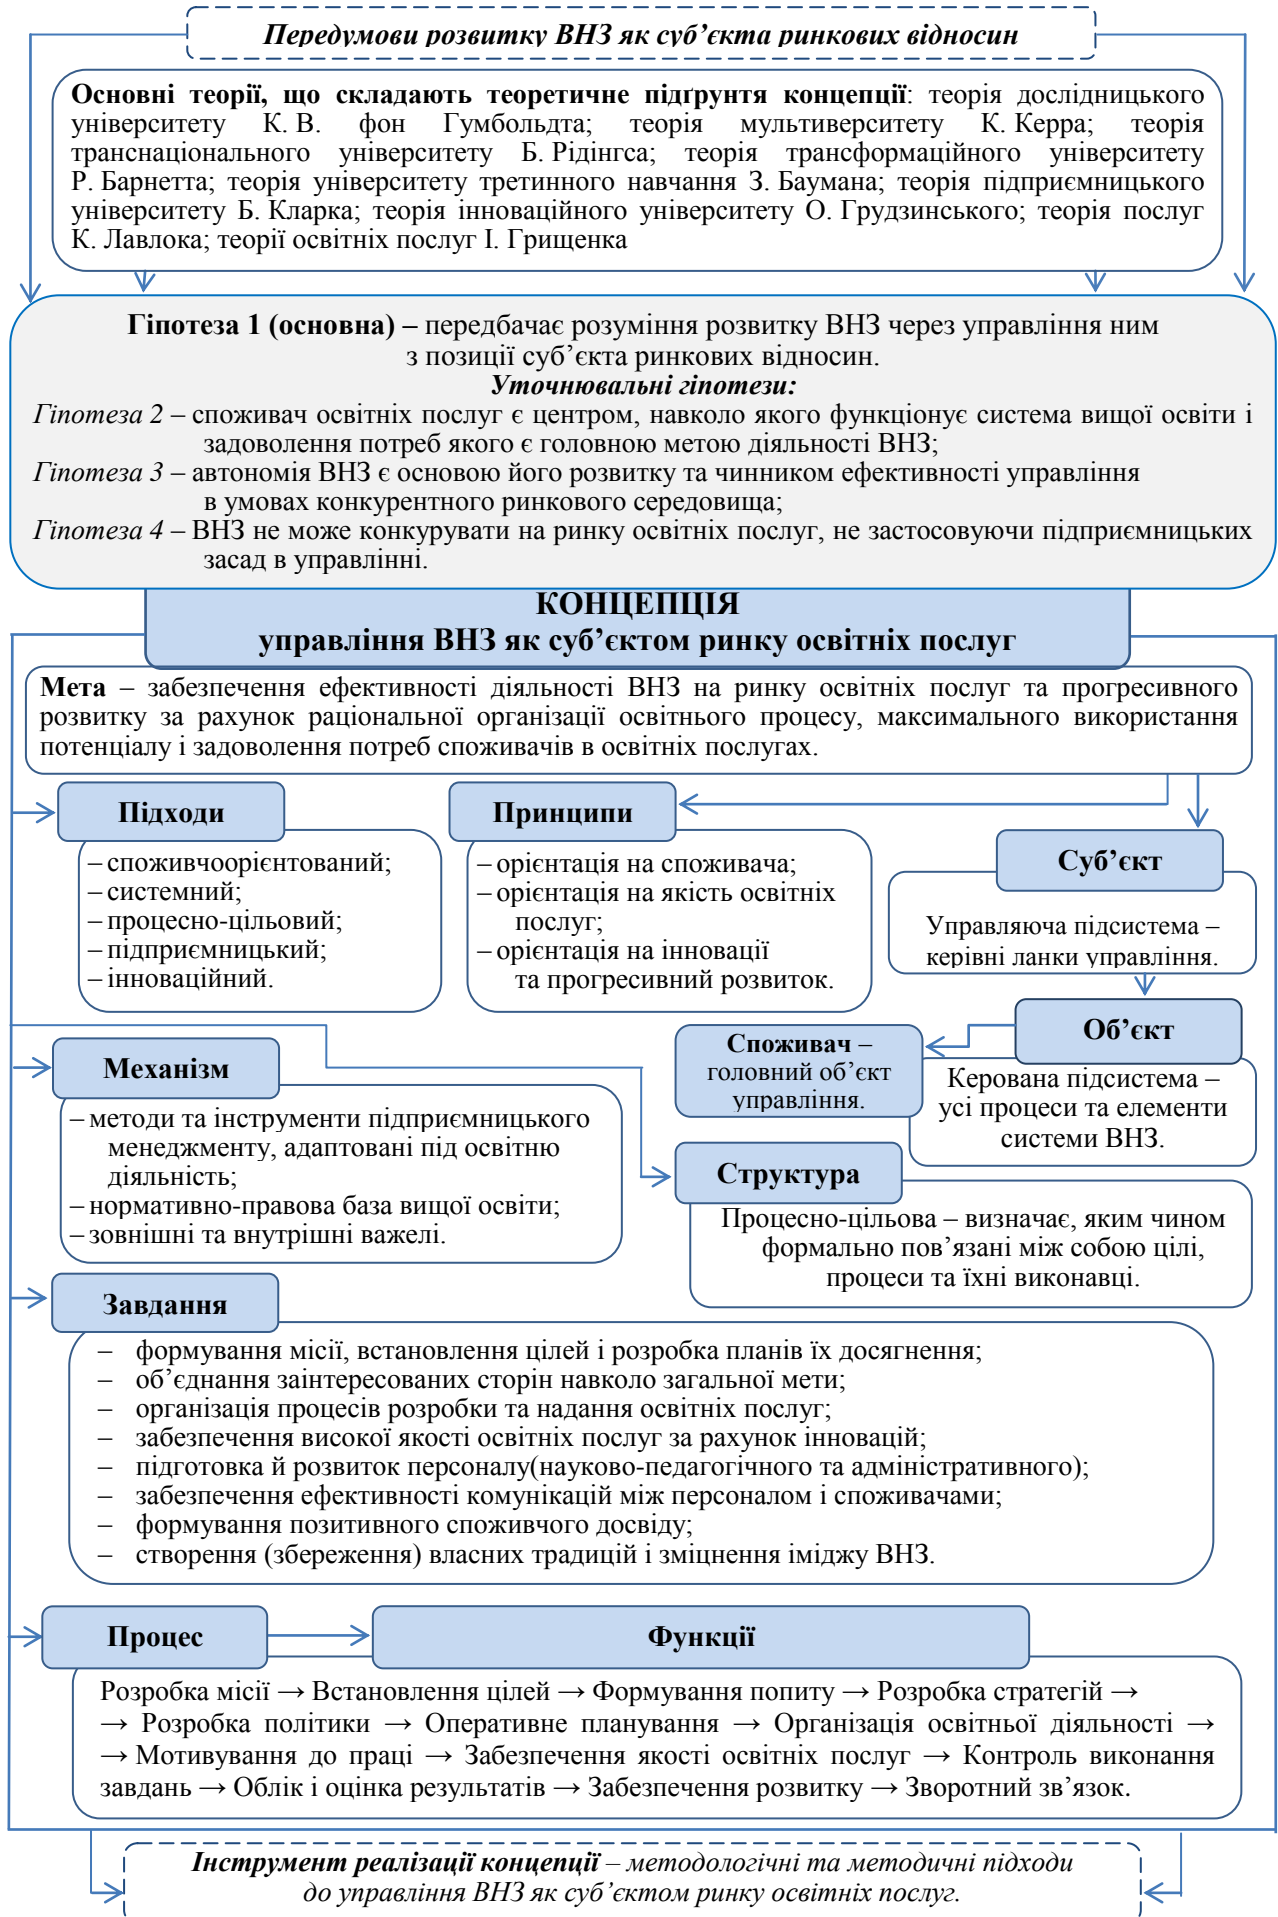 Передумови розвитку ВНЗ як суб’єкта ринкових відносин
Основні теорії, що складають теоретичне підґрунтя концепції: теорія дослідницького
університету К. В. фон Гумбольдта; теорія мультиверситету К. Керра; теорія
транснаціонального університету Б. Рідінгса; теорія трансформаційного університету
Р. Барнетта; теорія університету третинного навчання З. Баумана; теорія підприємницького
університету Б. Кларка; теорія інноваційного університету О. Грудзинського; теорія послуг
К. Лавлока; теорії освітніх послуг І. Грищенка
Гіпотеза 1 (основна) – передбачає розуміння розвитку ВНЗ через управління ним
з позиції суб’єкта ринкових відносин.
Уточнювальні гіпотези:
Гіпотеза 2 – споживач освітніх послуг є центром, навколо якого функціонує система вищої освіти і
задоволення потреб якого є головною метою діяльності ВНЗ;
Гіпотеза 3 – автономія ВНЗ є основою його розвитку та чинником ефективності управління
в умовах конкурентного ринкового середовища;
Гіпотеза 4 – ВНЗ не може конкурувати на ринку освітніх послуг, не застосовуючи підприємницьких
засад в управлінні.
КОНЦЕПЦІЯ
управління ВНЗ як суб’єктом ринку освітніх послуг
Мета – забезпечення ефективності діяльності ВНЗ на ринку освітніх послуг та прогресивного
розвитку за рахунок раціональної організації освітнього процесу, максимального використання
потенціалу і задоволення потреб споживачів в освітніх послугах.
Підходи
– споживчоорієнтований;
– системний;
– процесно-цільовий;
– підприємницький;
– інноваційний.
Принципи
– орієнтація на споживача;
– орієнтація на якість освітніх
послуг;
– орієнтація на інновації
та прогресивний розвиток.
Суб’єкт
Управляюча підсистема –
керівні ланки управління.
Об’єкт
Керована підсистема –
усі процеси та елементи
системи ВНЗ.
Споживач –
головний об’єкт
управління.
Механізм
– методи та інструменти підприємницького
менеджменту, адаптовані під освітню
діяльність;
– нормативно-правова база вищої освіти;
– зовнішні та внутрішні важелі.
Структура
Процесно-цільова – визначає, яким чином
формально пов’язані між собою цілі,
процеси та їхні виконавці.
Завдання
– формування місії, встановлення цілей і розробка планів їх досягнення;
– об’єднання заінтересованих сторін навколо загальної мети;
– організація процесів розробки та надання освітніх послуг;
– забезпечення високої якості освітніх послуг за рахунок інновацій;
– підготовка й розвиток персоналу(науково-педагогічного та адміністративного);
– забезпечення ефективності комунікацій між персоналом і споживачами;
– формування позитивного споживчого досвіду;
– створення (збереження) власних традицій і зміцнення іміджу ВНЗ.
Процес
Функції
Розробка місії → Встановлення цілей → Формування попиту → Розробка стратегій →
→ Розробка політики → Оперативне планування → Організація освітньої діяльності →
→ Мотивування до праці → Забезпечення якості освітніх послуг → Контроль виконання
завдань → Облік і оцінка результатів → Забезпечення розвитку → Зворотний зв’язок.
Інструмент реалізації концепції – методологічні та методичні підходи
до управління ВНЗ як суб’єктом ринку освітніх послуг.